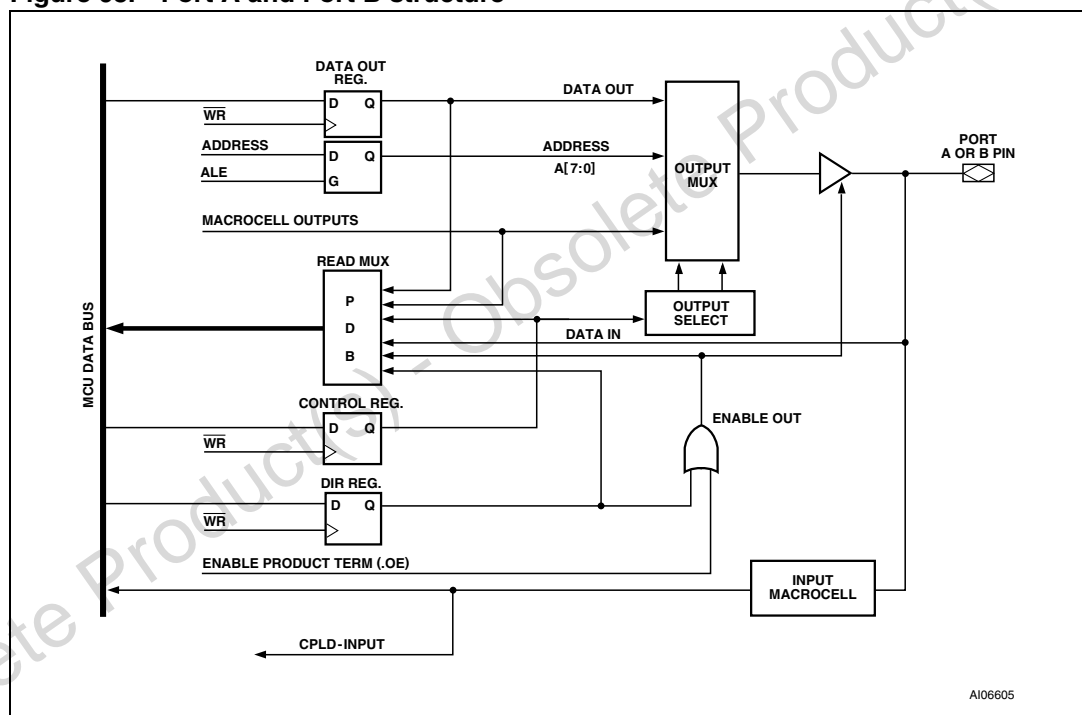 Figure 63. Port A and Port B structure
DATA OUT
REG.
D Q
WR
ADDRESS
D Q
ALE
G
DATA OUT
ADDRESS
A[7:0]
OUTPUT
MUX
PORT
A OR B PIN
MACROCELL OUTPUTS
READ MUX
P
D
B
OUTPUT
SELECT
DATA IN
MCU DATA BUS
CONTROL REG.
D Q
WR
ENABLE OUT
DIR REG.
D Q
WR
ENABLE PRODUCT TERM (.OE)
INPUT
MACROCELL
CPLD-INPUT
AI06605
ete Product(s) - Obsolete Product(